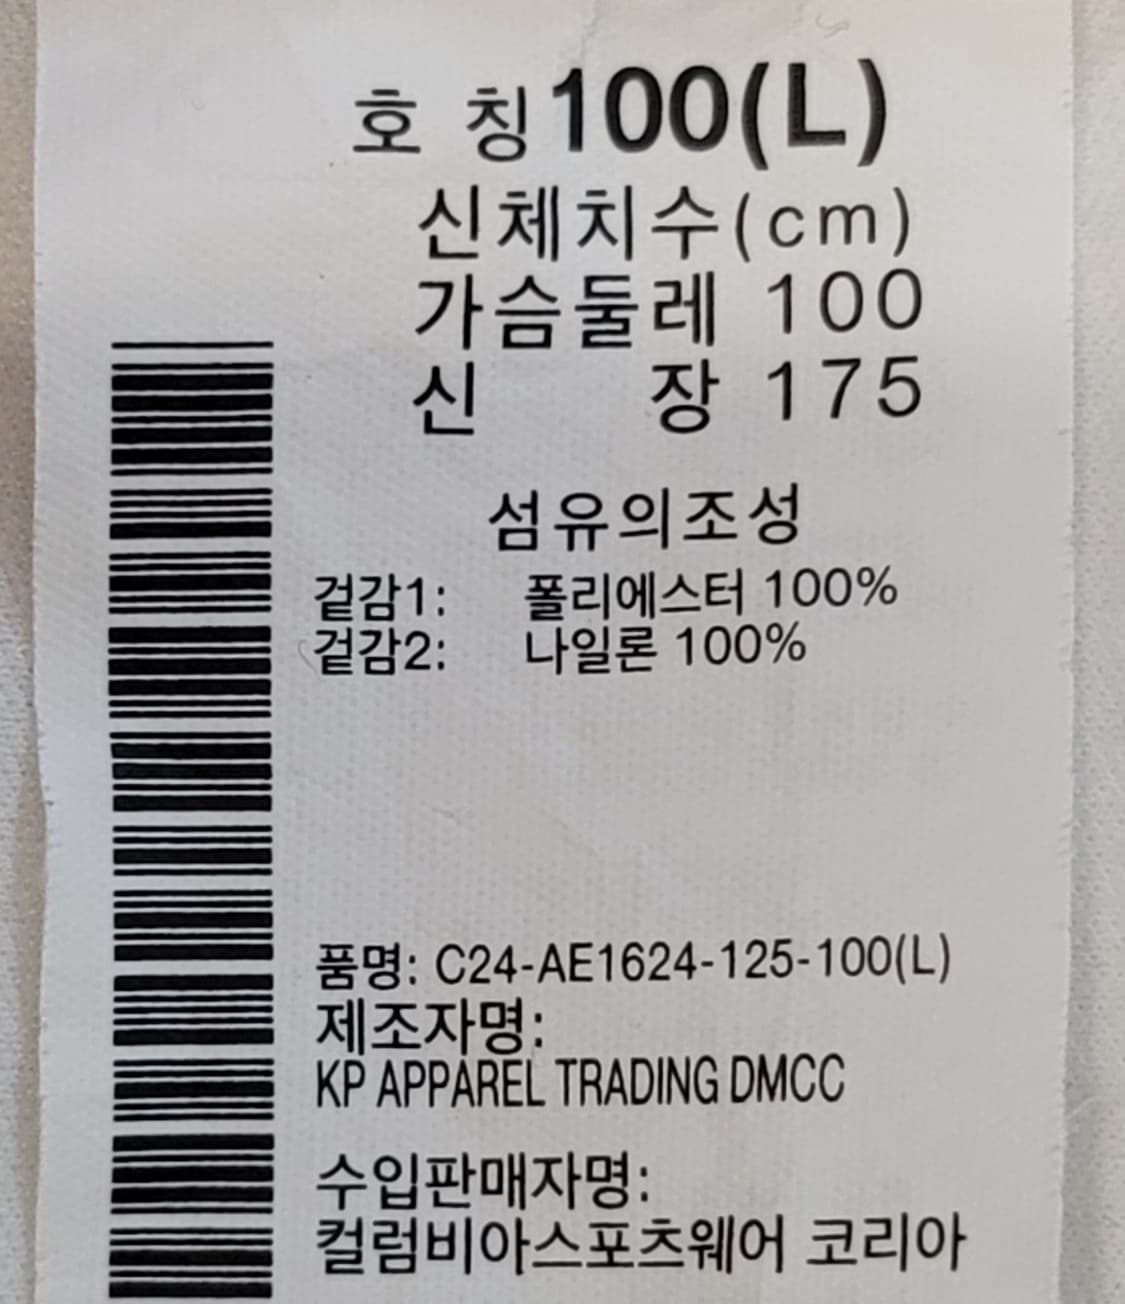 호 칭 100(L)
신체치수(cm)
가슴둘레 100
신 장 175
섬유의조성
겉감1: 폴리에스터 100%
겉감2: 나일론 100%
품명: C24-AE1624-125-100(L)
제조자명:
KP APPAREL TRADING DMCC
수입판매자명:
컬럼비아스포츠웨어 코리아